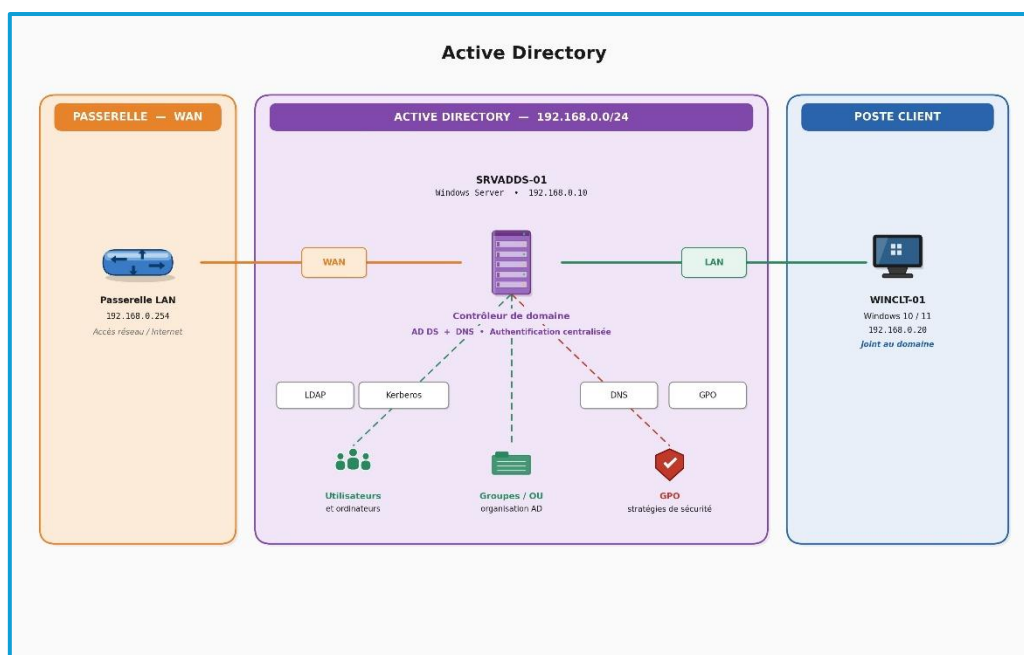 Active Directory
PASSERELLE — WAN
Passerelle LAN
192.168.0.254
Accès réseau / Internet
ACTIVE DIRECTORY — 192.168.0.0/24
SRVADDS-01
Windows Server • 192.168.0.10
WAN
LAN
Contrôleur de domaine
AD DS + DNS • Authentification centralisée
LDAP
Kerberos
DNS
GPO
Utilisateurs
et ordinateurs
Groupes / OU
organisation AD
GPO
stratégies de sécurité
POSTE CLIENT
WINCLT-01
Windows 10 / 11
192.168.0.20
Joint au domaine